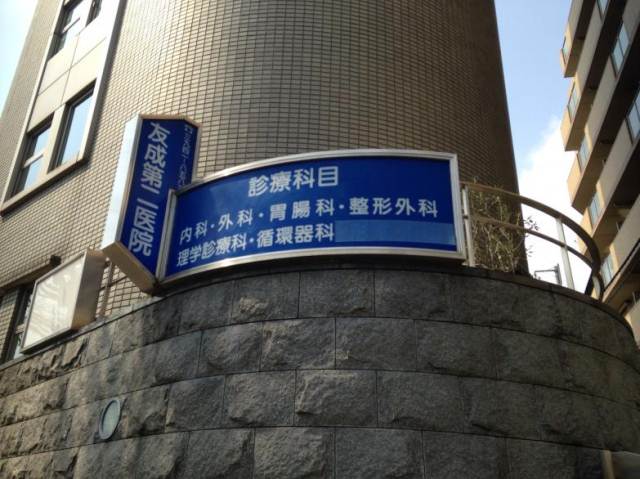 友成第二医院
診療科目
内科・外科・胃腸科・整形外科
理学診療科・循環器科